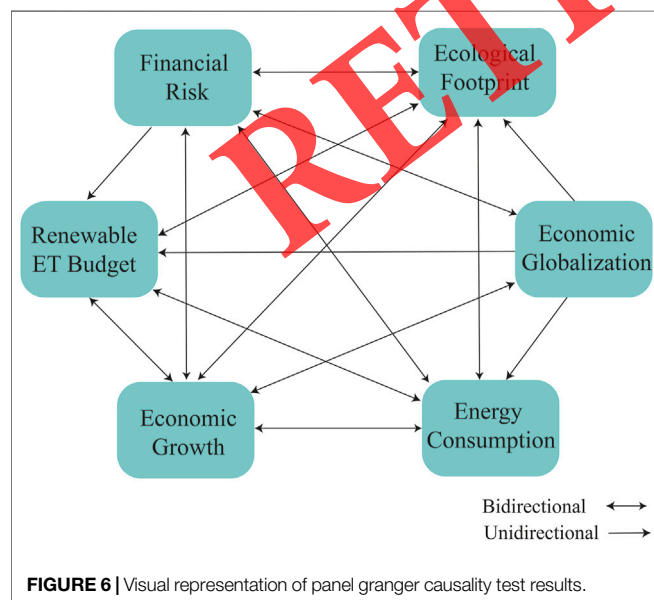 Financial
Risk
Ecological
Footprint
Renewable
ET Budget
Economic
Globalization
Economic
Growth
Energy
Consumption
Bidirectional
Unidirectional
FIGURE 6 | Visual representation of panel granger causality test results.